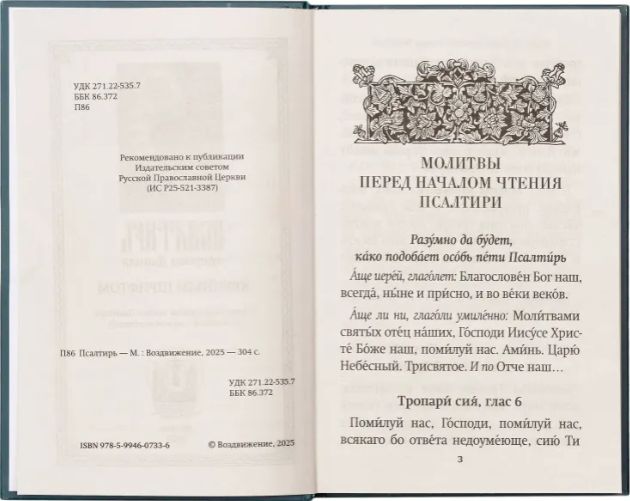 УДК 271.22-535.7
ББК 86.372
П86
Рекомендовано к публикации
Издательским советом
Русской Православной Церкви
(ИС Р25-521-3387)
П86 Псалтирь — М. : Воздвижение, 2025 — 304 с.
УДК 271.22-535.7
ББК 86.372
ISBN 978-5-9946-0733-6
© Воздвижение, 2025
МОЛИТВЫ
ПЕРЕД НАЧАЛОМ ЧТЕНИЯ
ПСАЛТИРИ
Разу́мно да бу́дет,
ка́ко подоба́ет осо́бь пе́ти Псалти́рь
А́ще иере́й, глаго́лет: Благослове́н Бог наш,
всегда́, ны́не и при́сно, и во ве́ки веко́в.
А́ще ли ни, глаго́ли умиле́нно: Моли́твами
святы́х оте́ц на́ших, Го́споди Иису́се Христе́
Бо́же наш, поми́луй нас. Ами́нь. Царю́
Небе́сный. Трисвято́е. И по О́тче наш...
Тропари́ сия́, глас 6
Поми́луй нас, Го́споди, поми́луй нас,
вся́каго бо отве́та недоуме́юще, сию́ Ти
3